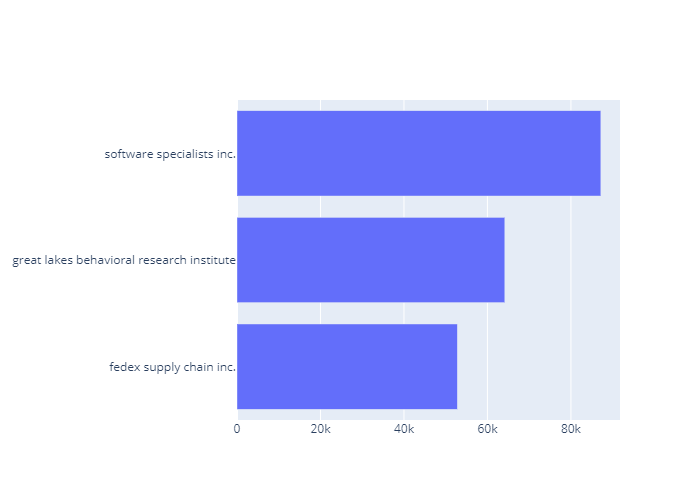 software specialists inc.
great lakes behavioral research institute
fedex supply chain inc.
0 20k 40k 60k 80k